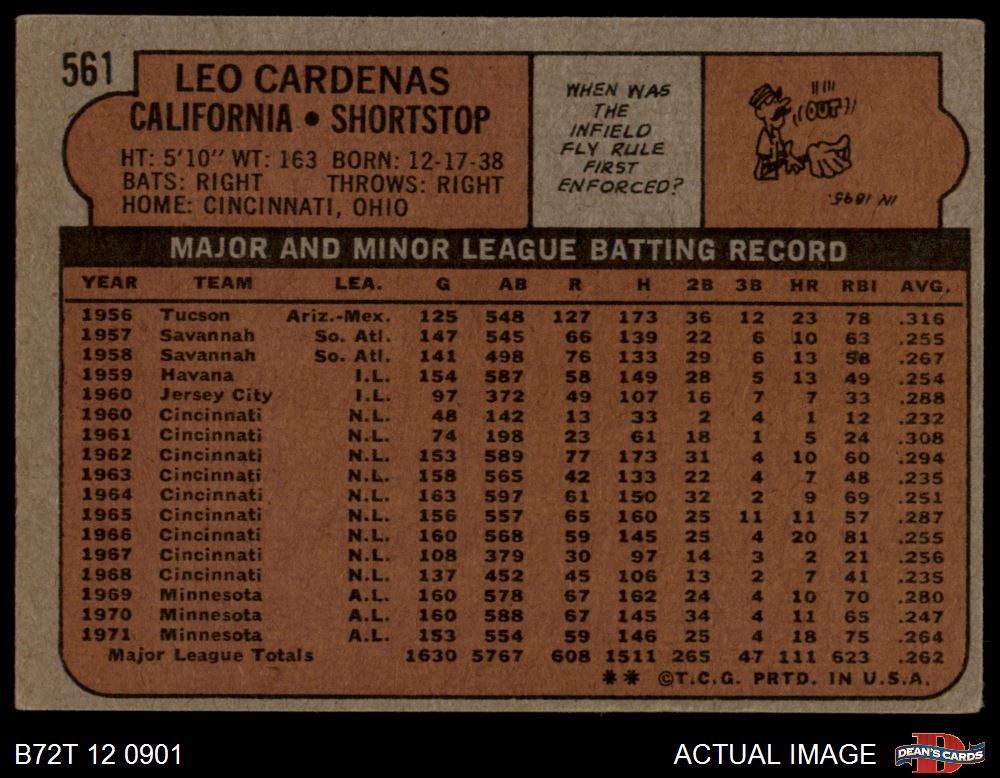 561
LEO CARDENAS
CALIFORNIA • SHORTSTOP
HT: 5'10" WT: 163 BORN: 12-17-38
BATS: RIGHT THROWS: RIGHT
HOME: CINCINNATI, OHIO
WHEN WAS
THE
INFIELD
FLY RULE
FIRST
ENFORCED?
OUT!
IN 1895.
MAJOR AND MINOR LEAGUE BATTING RECORD
YEAR TEAM LEA. G AB R H 2B 3B HR RBI AVG.
1956 Tucson Ariz.-Mex. 125 548 127 173 36 12 23 78 .316
1957 Savannah So. Atl. 147 545 66 139 22 6 10 63 .255
1958 Savannah So. Atl. 141 498 76 133 29 6 13 58 .267
1959 Havana I.L. 154 587 58 149 28 5 13 49 .254
1960 Jersey City I.L. 97 372 49 107 16 7 7 33 .288
1960 Cincinnati N.L. 48 142 13 33 2 4 1 12 .232
1961 Cincinnati N.L. 74 198 23 61 18 1 5 24 .308
1962 Cincinnati N.L. 153 589 77 173 31 4 10 60 .294
1963 Cincinnati N.L. 158 565 42 133 22 4 7 48 .235
1964 Cincinnati N.L. 163 597 61 150 32 2 9 69 .251
1965 Cincinnati N.L. 156 557 65 160 25 11 11 57 .287
1966 Cincinnati N.L. 160 568 59 145 25 4 20 81 .255
1967 Cincinnati N.L. 108 379 30 97 14 3 2 21 .256
1968 Cincinnati N.L. 137 452 45 106 13 2 7 41 .235
1969 Minnesota A.L. 160 578 67 162 24 4 10 70 .280
1970 Minnesota A.L. 160 588 67 145 34 4 11 65 .247
1971 Minnesota A.L. 153 554 59 146 25 4 18 75 .264
Major League Totals 1630 5767 608 1511 265 47 111 623 .262
** ©T.C.G. PRTD. IN U.S.A.
B72T 12 0901
ACTUAL IMAGE
DEAN'S CARDS